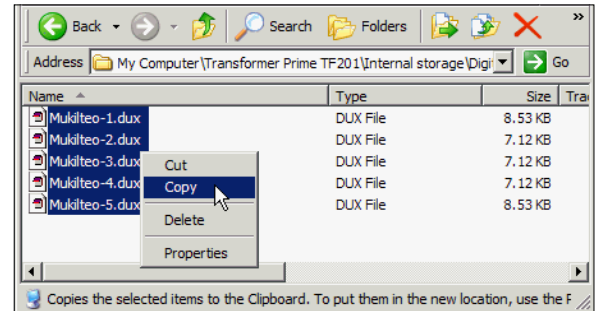 Back Search Folders »
Address My Computer\Transformer Prime TF201\Internal storage\Digi Go
Name Type Size Tra
Mukilteo-1.dux DUX File 8.53 KB
Mukilteo-2.dux DUX File 7.12 KB
Mukilteo-3.dux DUX File 7.12 KB
Mukilteo-4.dux DUX File 7.12 KB
Mukilteo-5.dux DUX File 8.53 KB
Cut
Copy
Delete
Properties
Copies the selected items to the Clipboard. To put them in the new location, use the